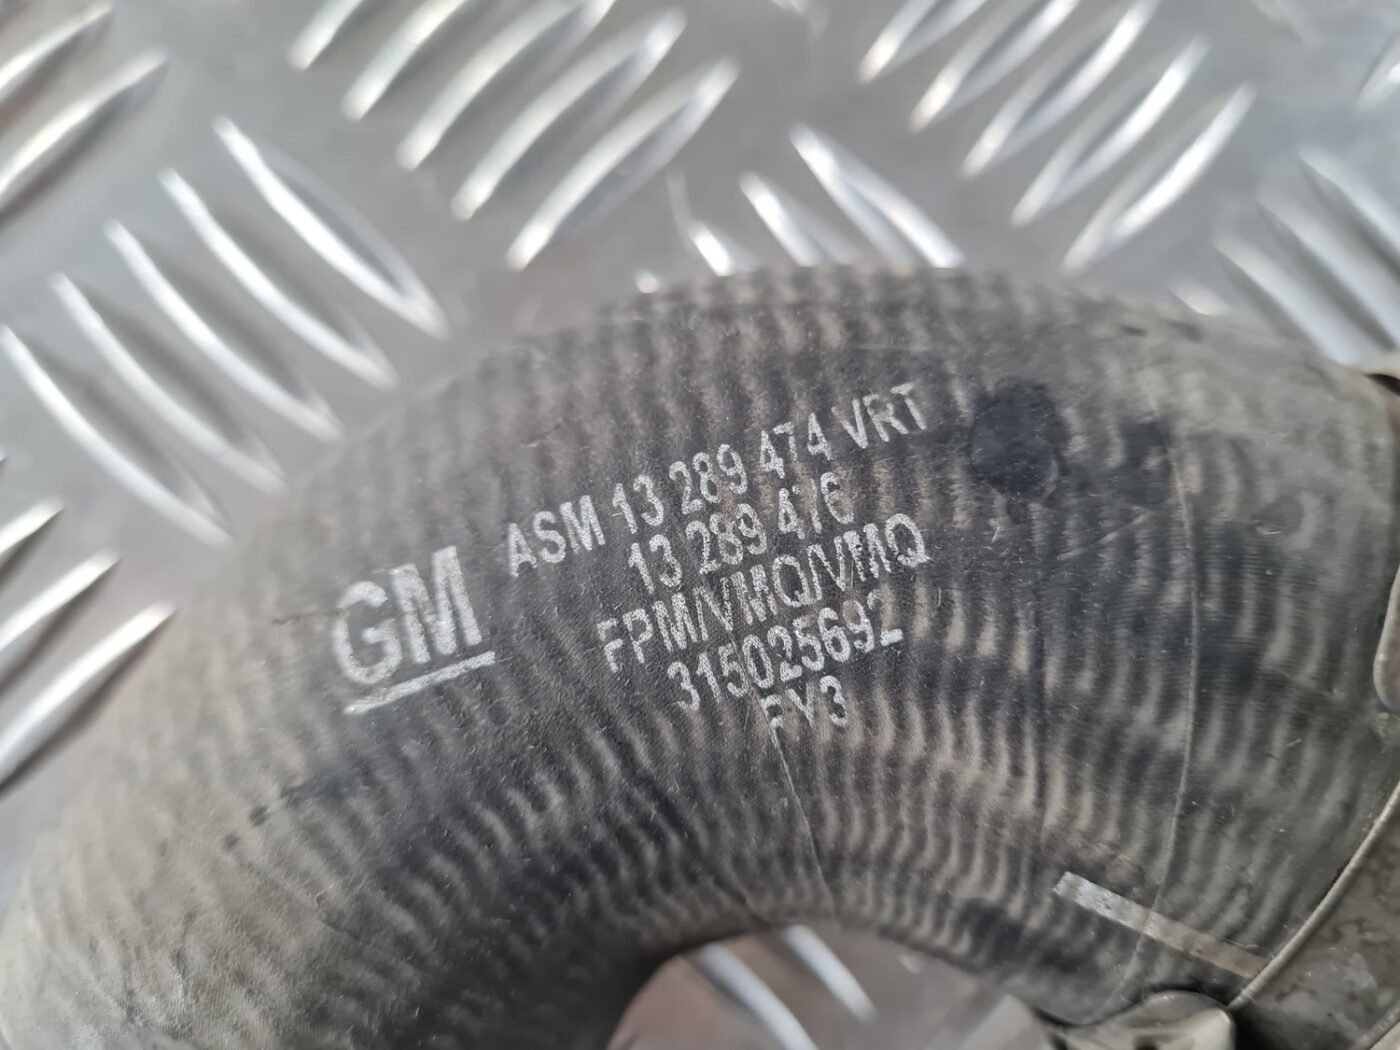 GM
ASM 13 289 474 VRT
13 289 476
FPM/VMQ/VMQ
315025692